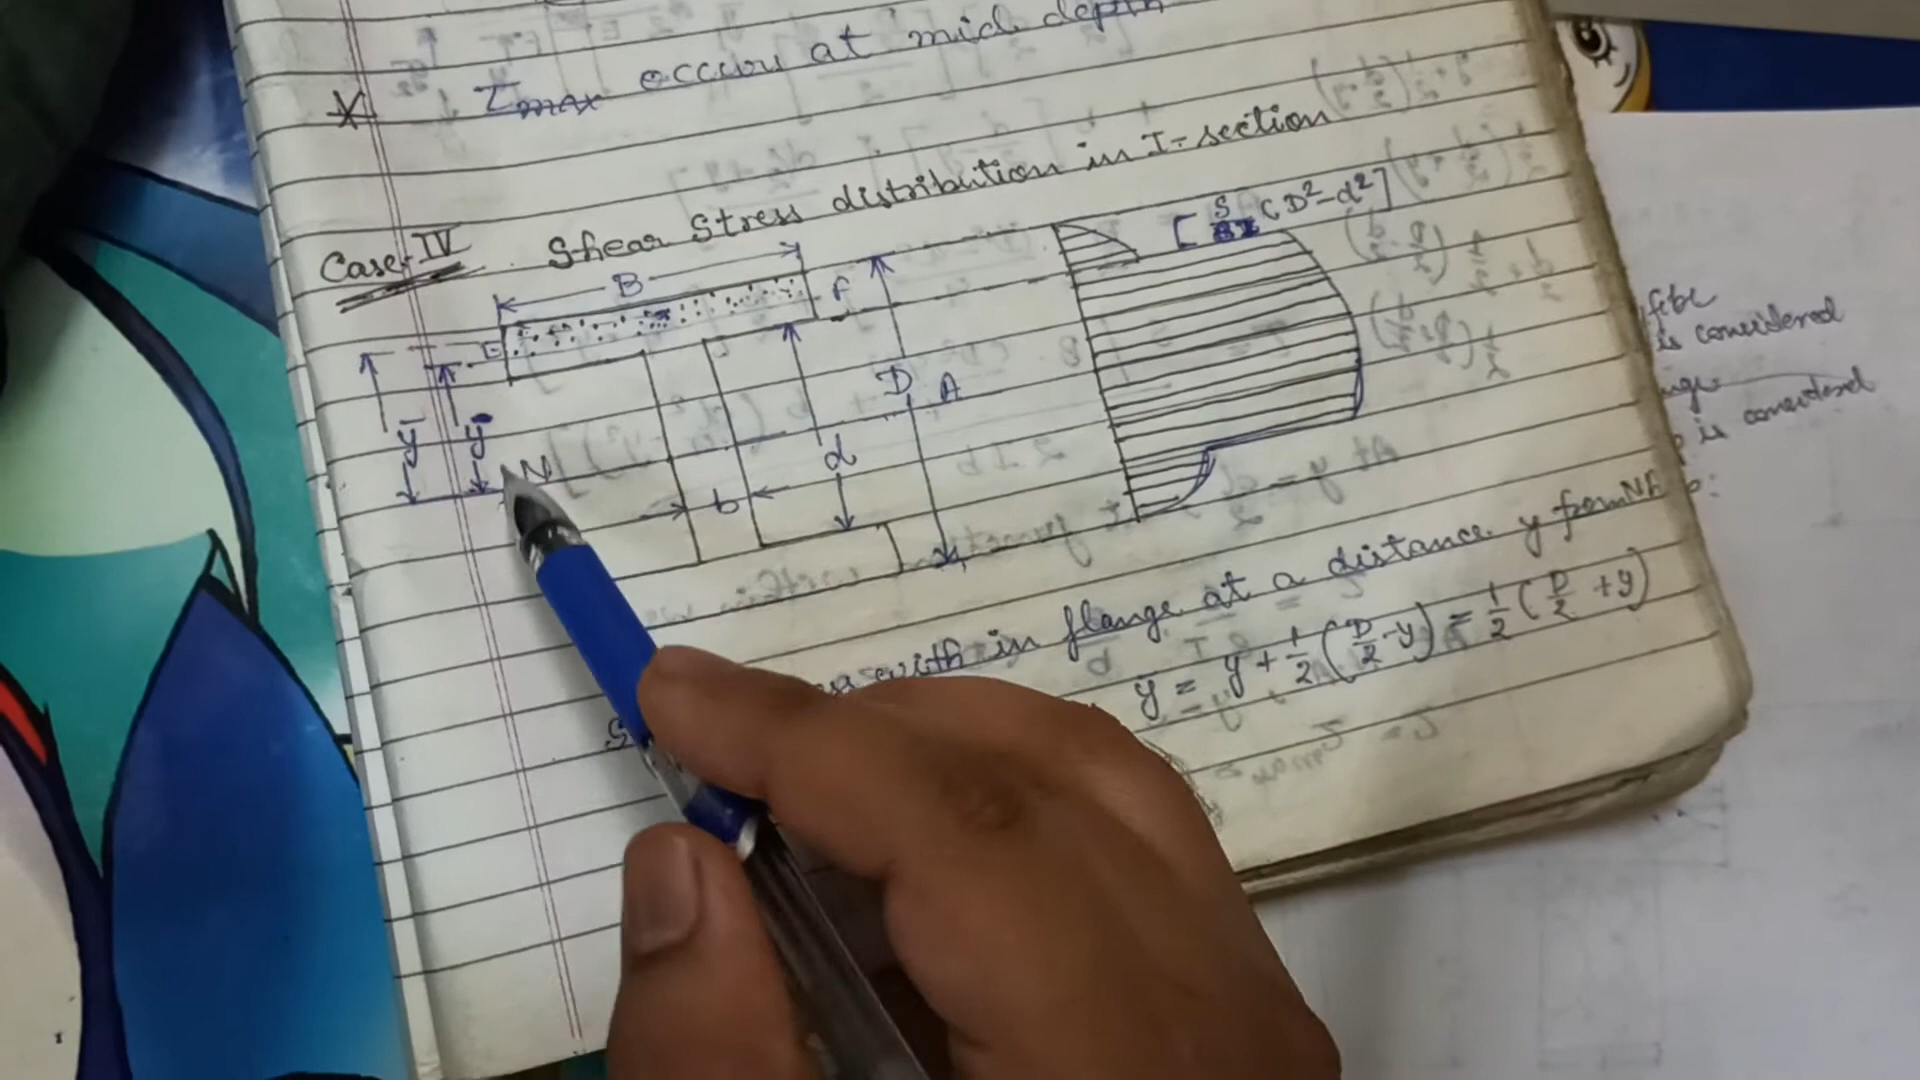 τmax occurs at mid depth
Case-IV Shear Stress distribution in I-section
[S/8I (D²-d²]
B
E F
D A
ȳ y N
b d
with in flange at a distance y from NA
ȳ = y + 1/2 (D/2 - y) = 1/2 (D/2 + y)
is considered
is considered